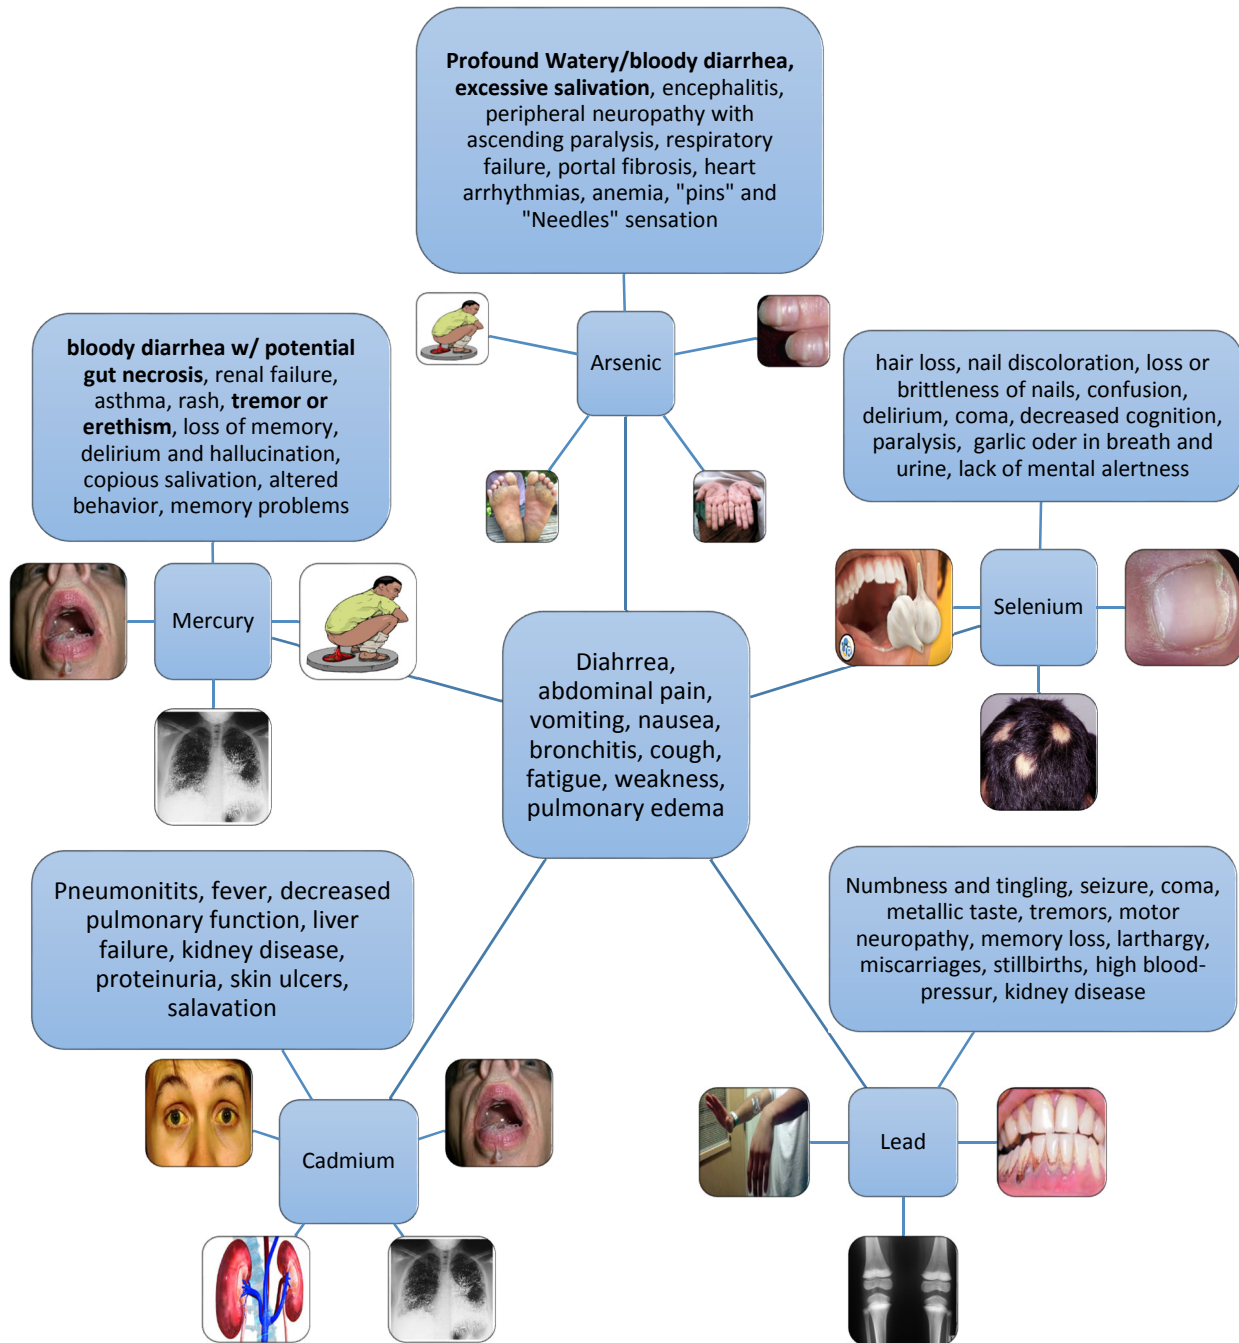 Profound Watery/bloody diarrhea,
excessive salivation, encephalitis,
peripheral neuropathy with
ascending paralysis, respiratory
failure, portal fibrosis, heart
arrhythmias, anemia, "pins" and
"Needles" sensation
Arsenic
bloody diarrhea w/ potential
gut necrosis, renal failure,
asthma, rash, tremor or
erethism, loss of memory,
delirium and hallucination,
copious salivation, altered
behavior, memory problems
Mercury
hair loss, nail discoloration, loss or
brittleness of nails, confusion,
delirium, coma, decreased cognition,
paralysis, garlic oder in breath and
urine, lack of mental alertness
Selenium
Diahrrea,
abdominal pain,
vomiting, nausea,
bronchitis, cough,
fatigue, weakness,
pulmonary edema
Pneumonitits, fever, decreased
pulmonary function, liver
failure, kidney disease,
proteinuria, skin ulcers,
salavation
Cadmium
Numbness and tingling, seizure, coma,
metallic taste, tremors, motor
neuropathy, memory loss, larthargy,
miscarriages, stillbirths, high blood-
pressur, kidney disease
Lead